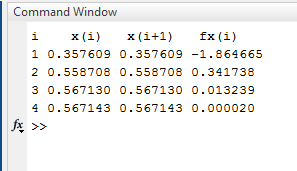 Command Window
i x(i) x(i+1) fx(i)
1 0.357609 0.357609 -1.864665
2 0.558708 0.558708 0.341738
3 0.567130 0.567130 0.013239
4 0.567143 0.567143 0.000020
fx >>